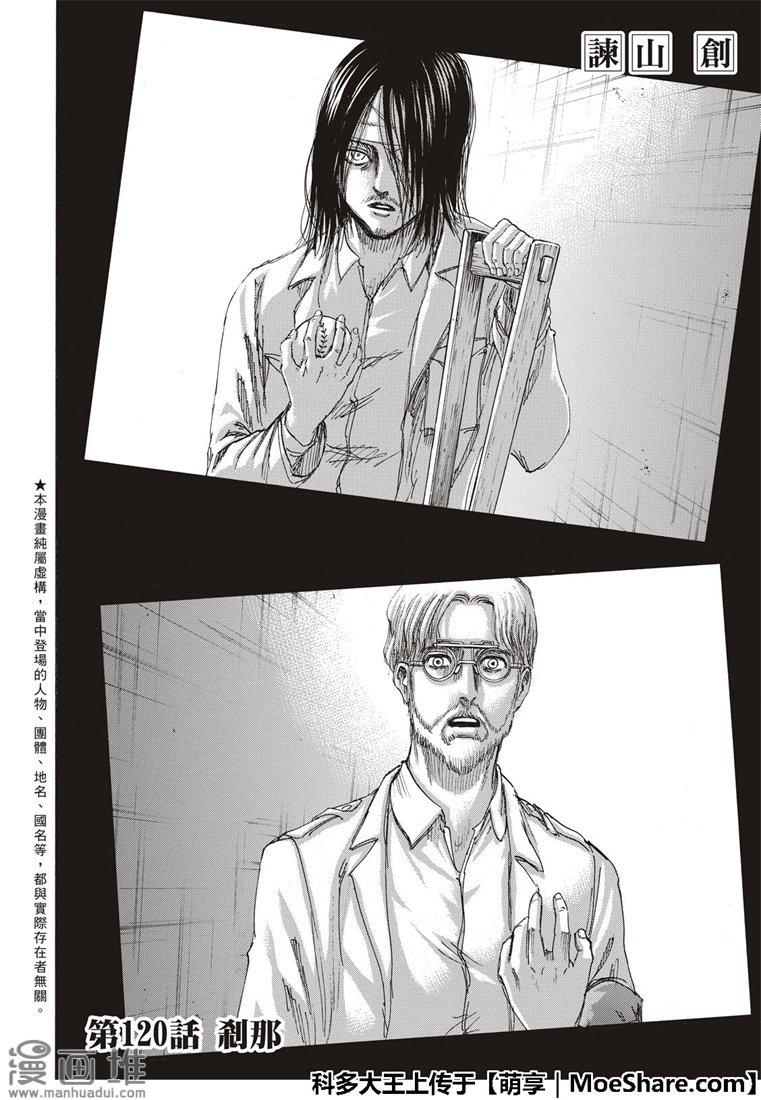 諫山創
★本漫畫純屬虛構，當中登場的人物、團體、地名、國名等，都與實際存在者無關。
第120話 剎那
漫画堆
www.manhuadui.com
科多大王上传于【萌享｜MoeShare.com】